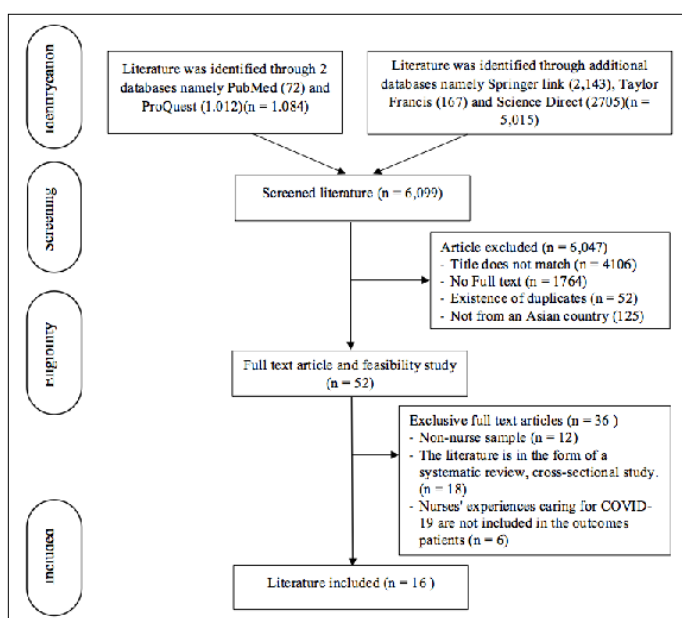 Identification
Literature was identified through 2
databases namely PubMed (72) and
ProQuest (1.012)(n = 1.084)
Literature was identified through additional
databases namely Springer link (2,143), Taylor
Francis (167) and Science Direct (2705)(n =
5,015)
Screening
Screened literature (n = 6,099)
Article excluded (n = 6,047)
- Title does not match (n = 4106)
- No Full text (n = 1764)
- Existence of duplicates (n = 52)
- Not from an Asian country (125)
Eligibility
Full text article and feasibility study
(n = 52)
Exclusive full text articles (n = 36 )
- Non-nurse sample (n = 12)
- The literature is in the form of a
systematic review, cross-sectional study.
(n = 18)
- Nurses' experiences caring for COVID-
19 are not included in the outcomes
patients (n = 6)
Included
Literature included (n = 16 )